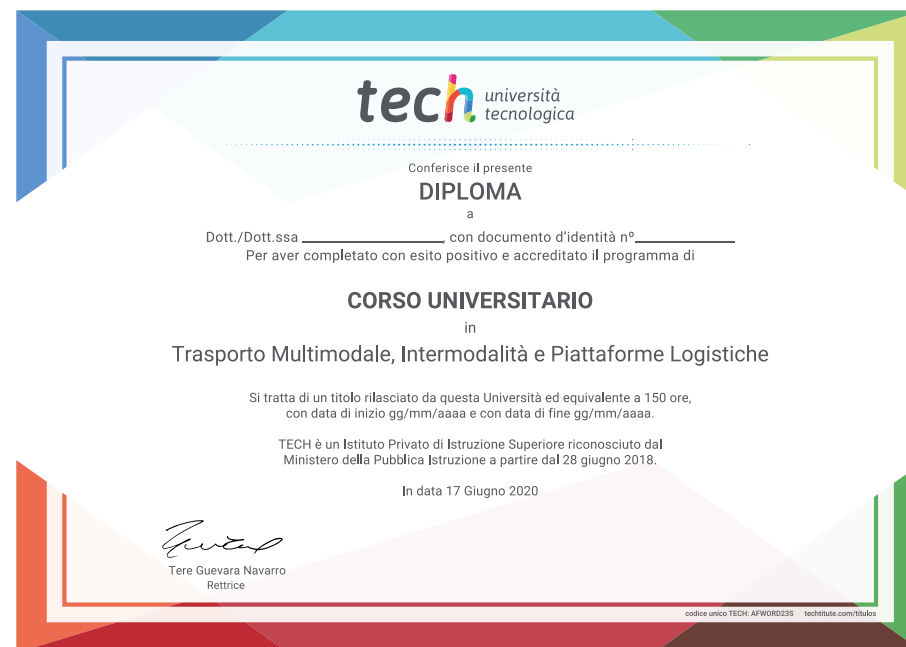 tech università
tecnologica
Conferisce il presente
DIPLOMA
a
Dott./Dott.ssa ________________, con documento d'identità nº____________
Per aver completato con esito positivo e accreditato il programma di
CORSO UNIVERSITARIO
in
Trasporto Multimodale, Intermodalità e Piattaforme Logistiche
Si tratta di un titolo rilasciato da questa Università ed equivalente a 150 ore,
con data di inizio gg/mm/aaaa e con data di fine gg/mm/aaaa.
TECH è un Istituto Privato di Istruzione Superiore riconosciuto dal
Ministero della Pubblica Istruzione a partire dal 28 giugno 2018.
In data 17 Giugno 2020
Tere Guevara Navarro
Rettrice
codice unico TECH: AFWORD23S techtitute.com/titulos